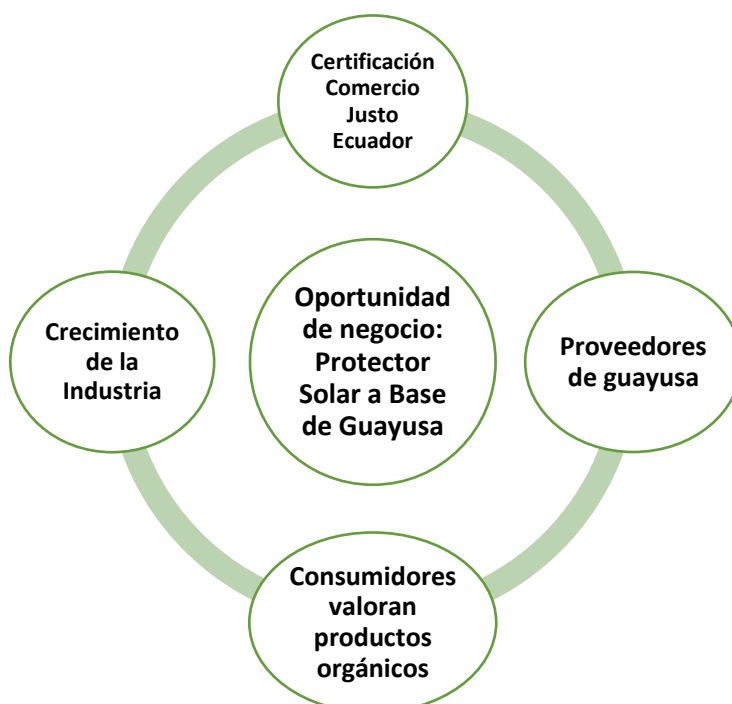 Certificación
Comercio
Justo
Ecuador
Crecimiento
de la
Industria
Oportunidad
de negocio:
Protector
Solar a Base
de Guayusa
Proveedores
de guayusa
Consumidores
valoran
productos
orgánicos